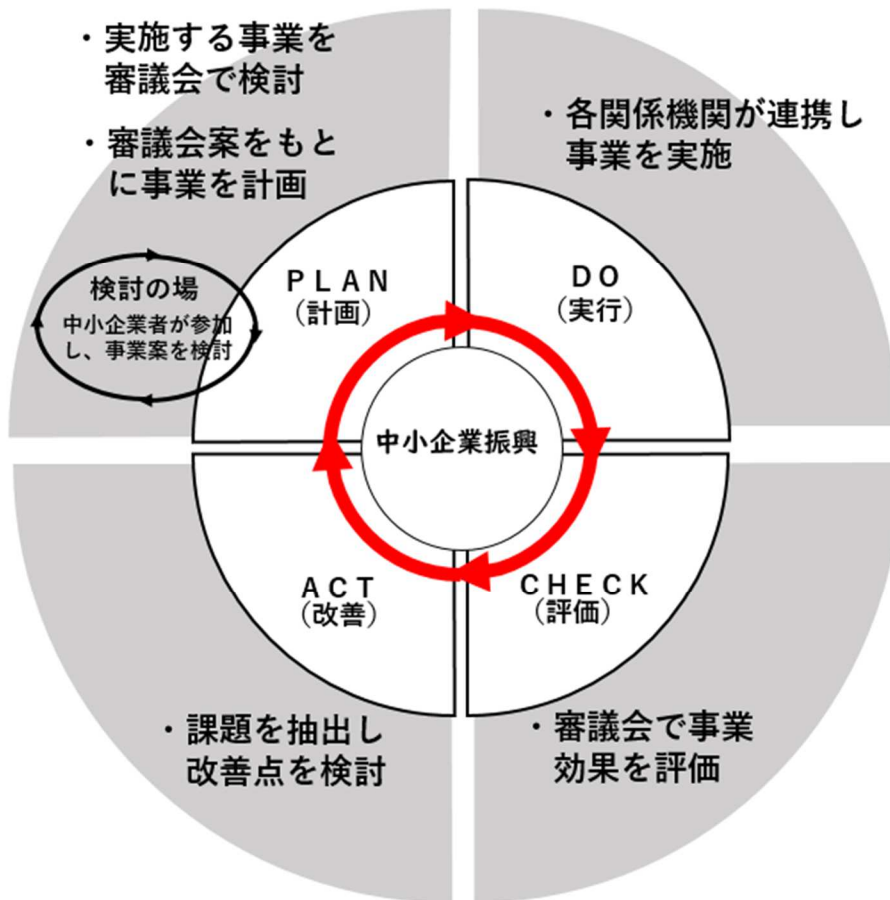 ・実施する事業を
審議会で検討
・審議会案をもと
に事業を計画
検討の場
中小企業者が参加
し、事業案を検討
ＰＬＡＮ
（計画）
・各関係機関が連携し
事業を実施
ＤＯ
（実行）
中小企業振興
ＡＣＴ
（改善）
・課題を抽出し
改善点を検討
ＣＨＥＣＫ
（評価）
・審議会で事業
効果を評価